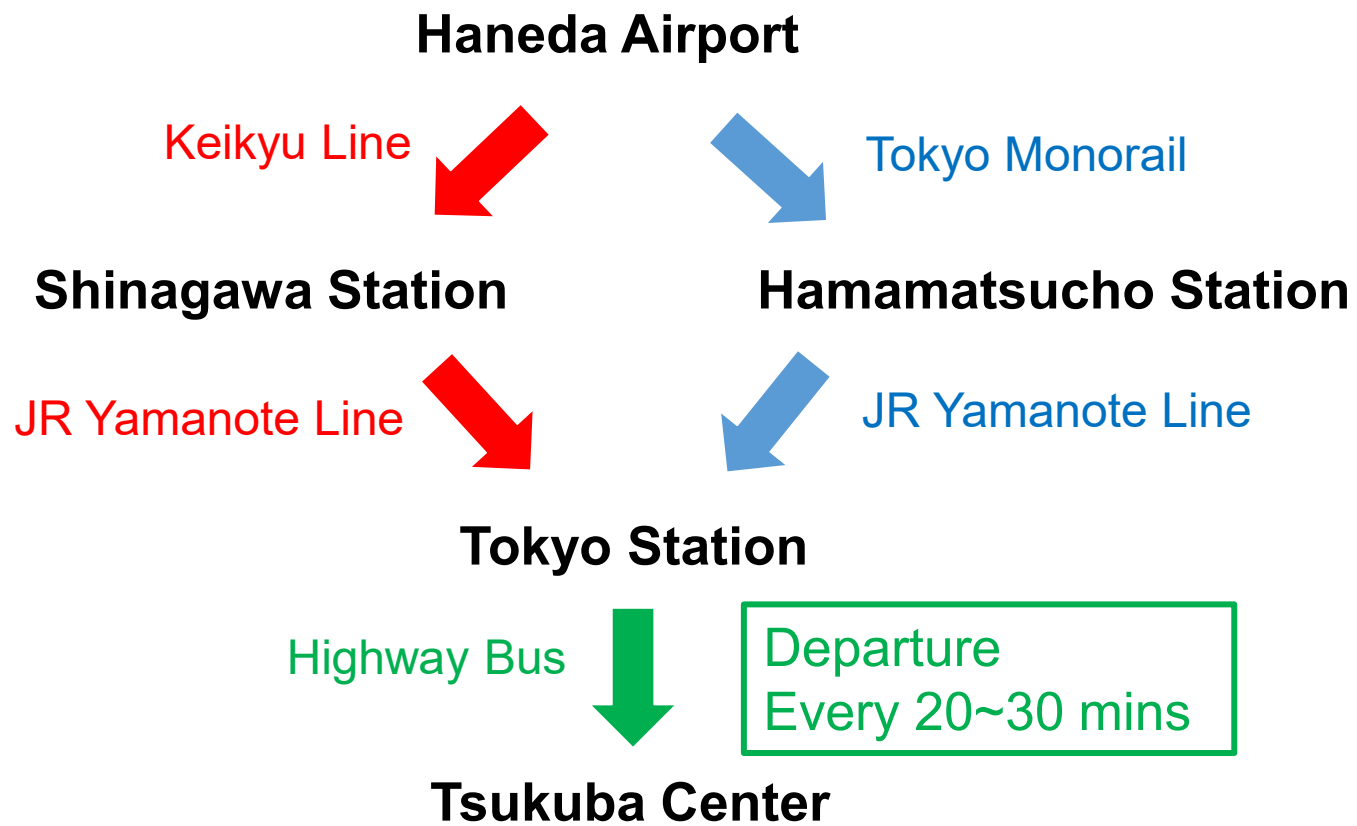 Haneda Airport
Keikyu Line
Tokyo Monorail
Shinagawa Station
Hamamatsucho Station
JR Yamanote Line
JR Yamanote Line
Tokyo Station
Highway Bus
Departure
Every 20~30 mins
Tsukuba Center